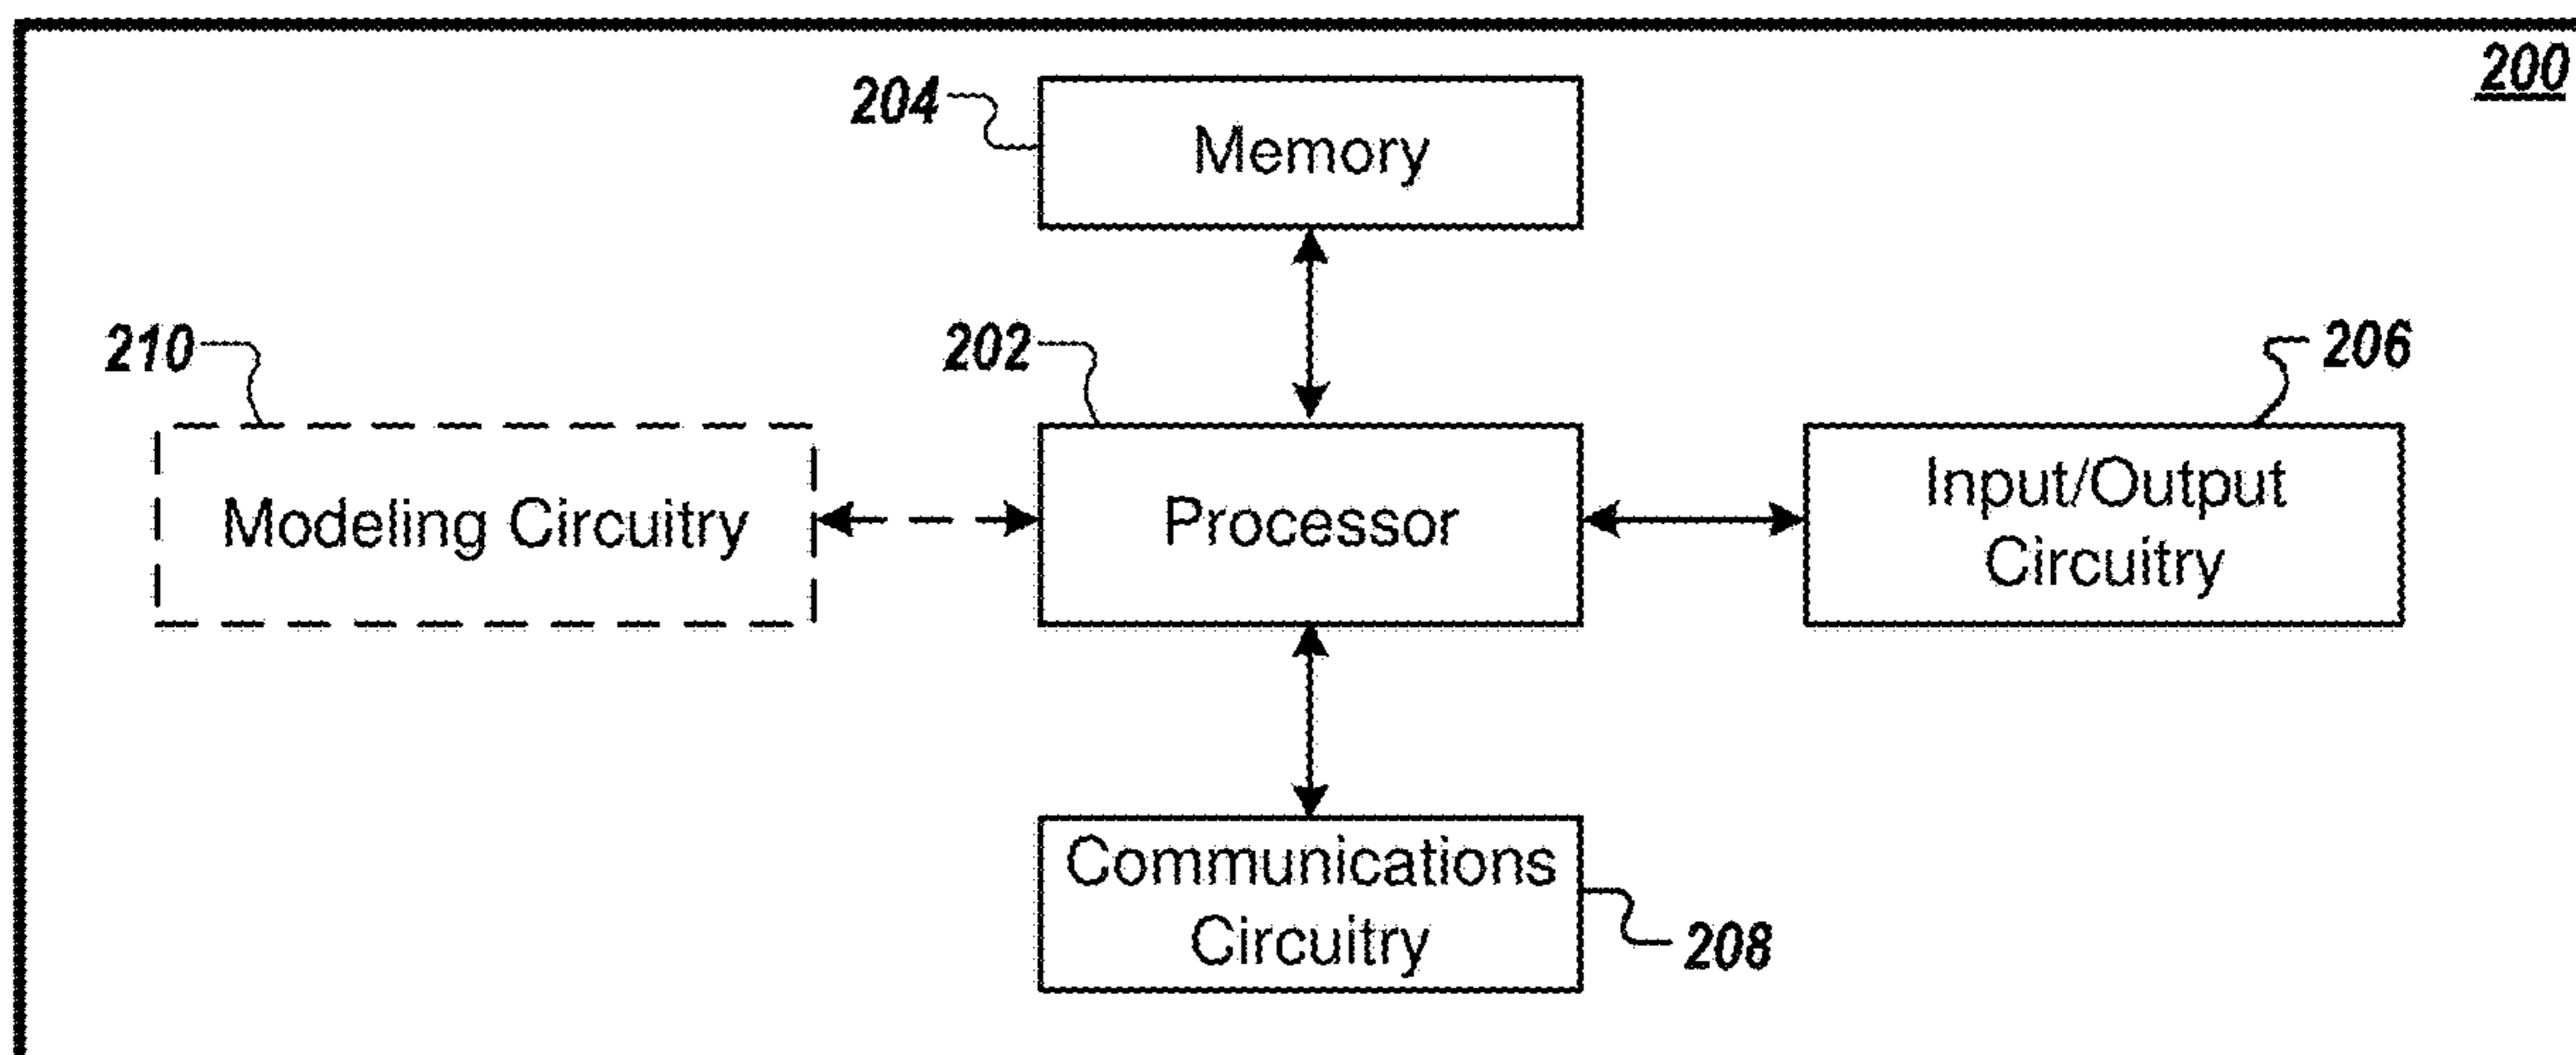 200
204
Memory
210
202
206
Modeling Circuitry
Processor
Input/Output
Circuitry
Communications
Circuitry
208